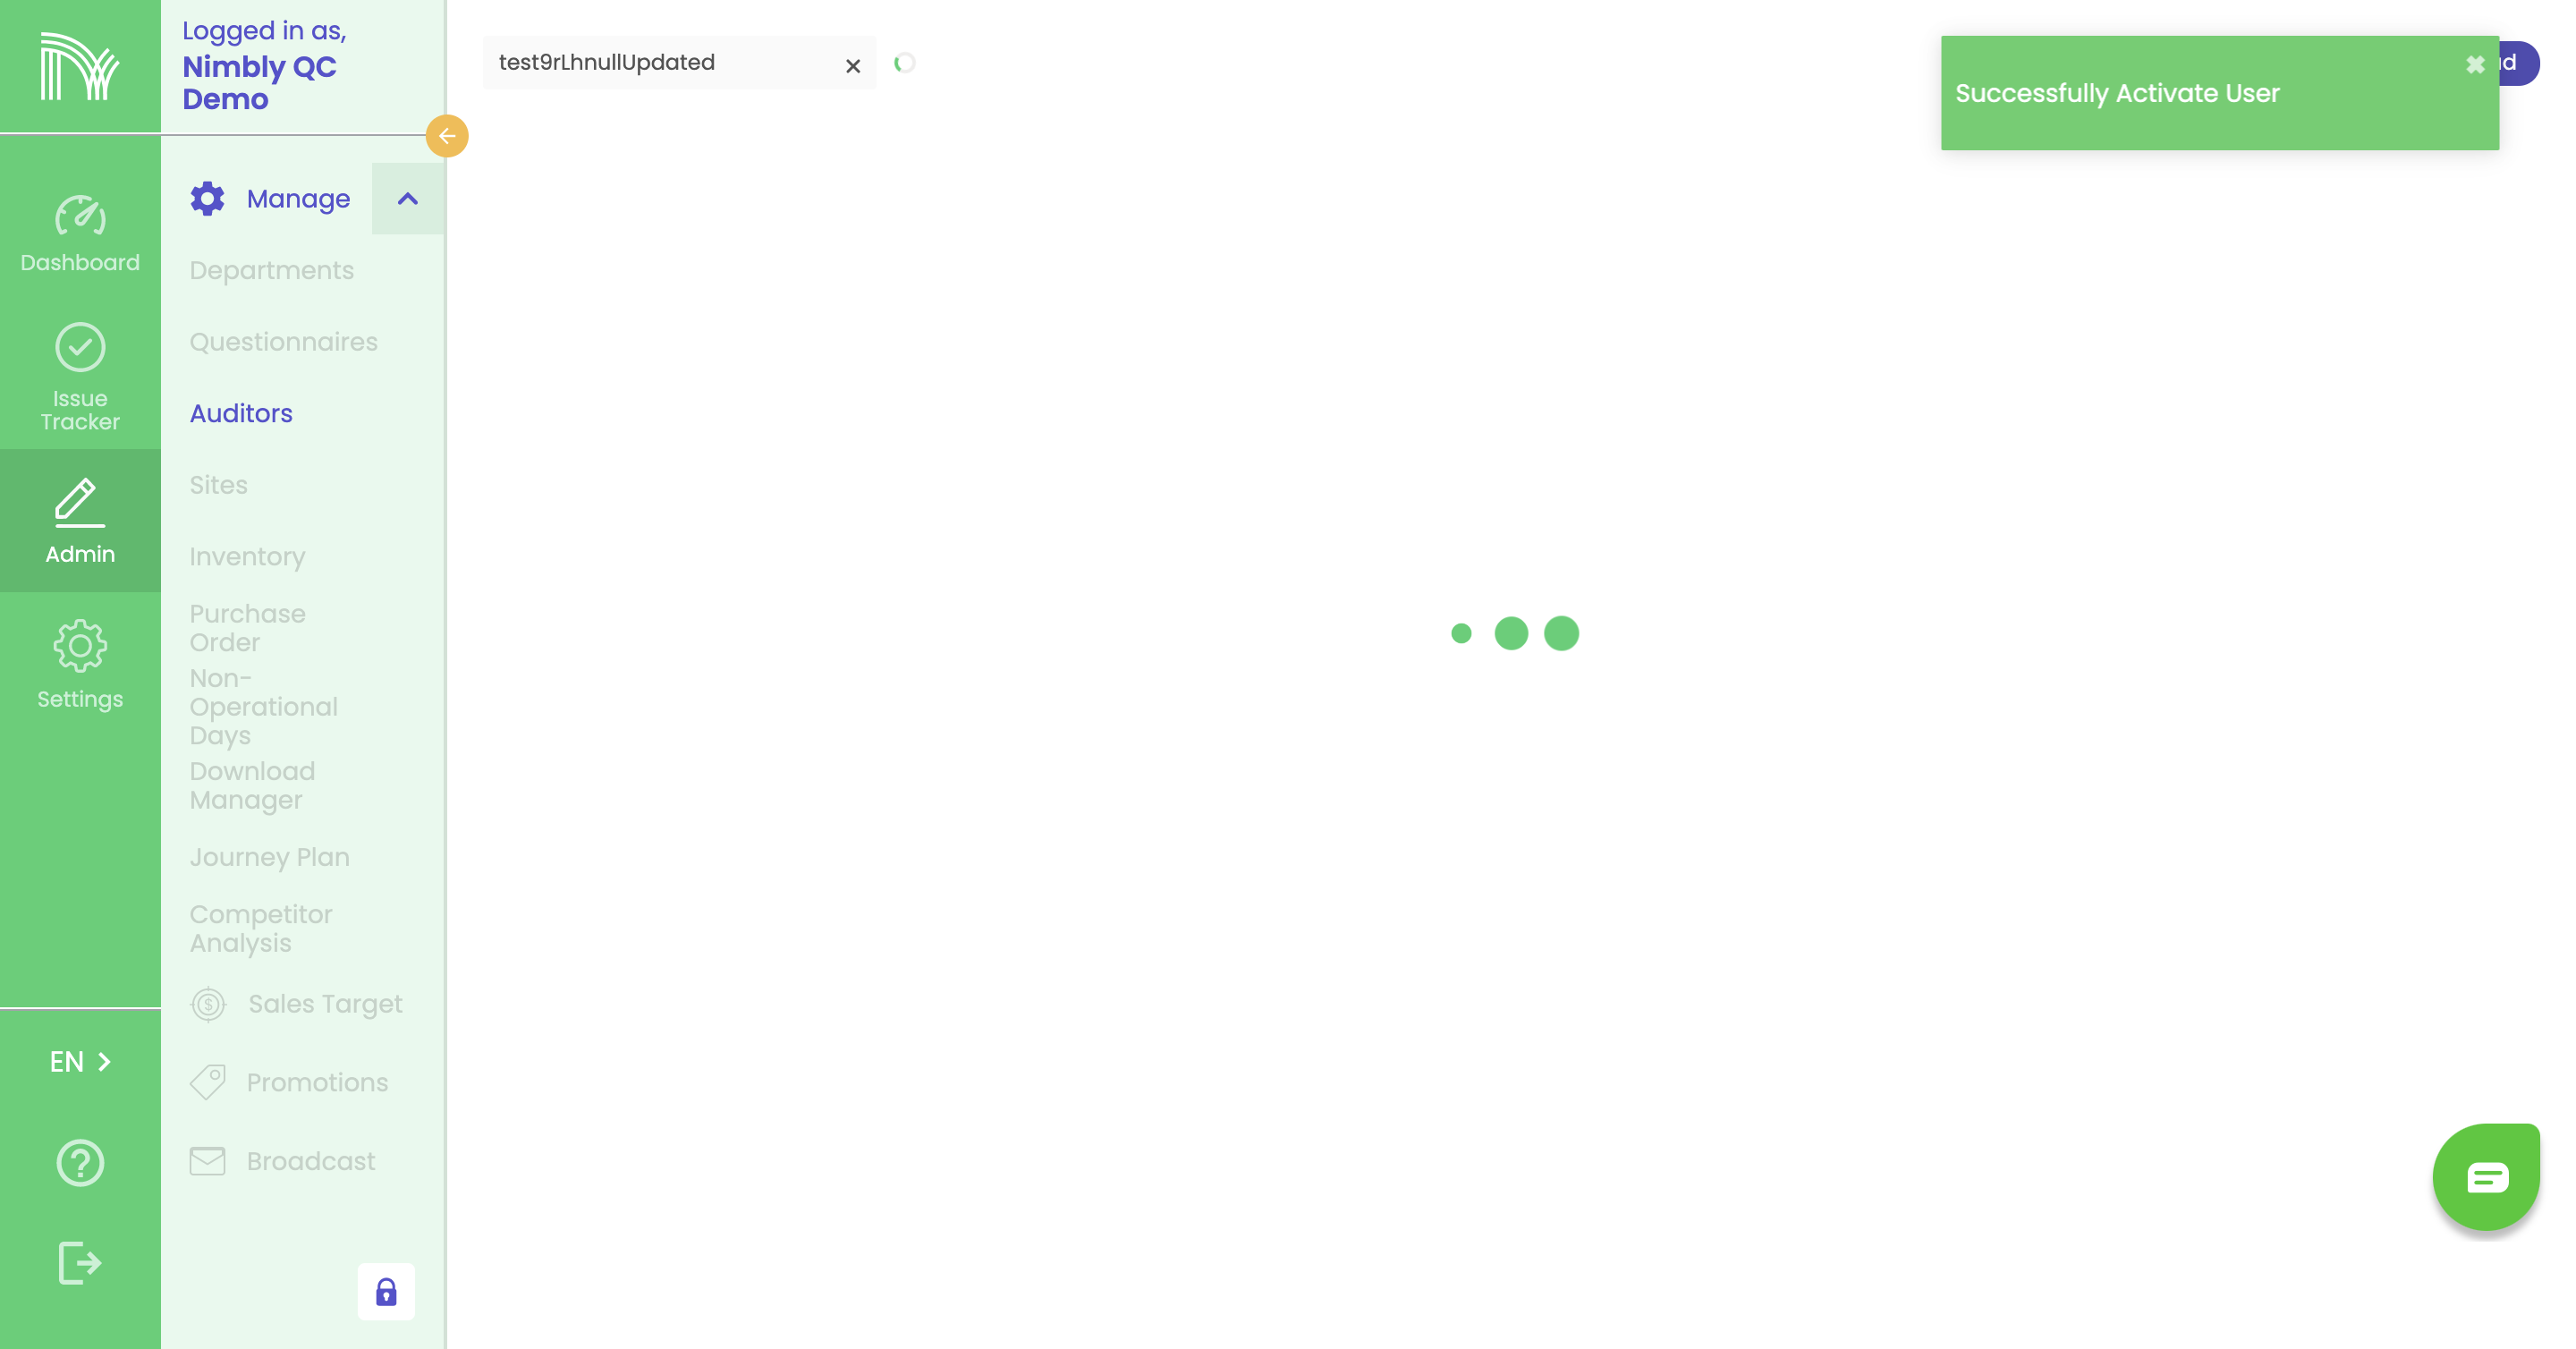 Logged in as,
Nimbly QC
Demo
Dashboard
Issue
Tracker
Admin
Settings
EN
Manage
Departments
Questionnaires
Auditors
Sites
Inventory
Purchase
Order
Non-
Operational
Days
Download
Manager
Journey Plan
Competitor
Analysis
Sales Target
Promotions
Broadcast
test9rLhnullUpdated
Successfully Activate User